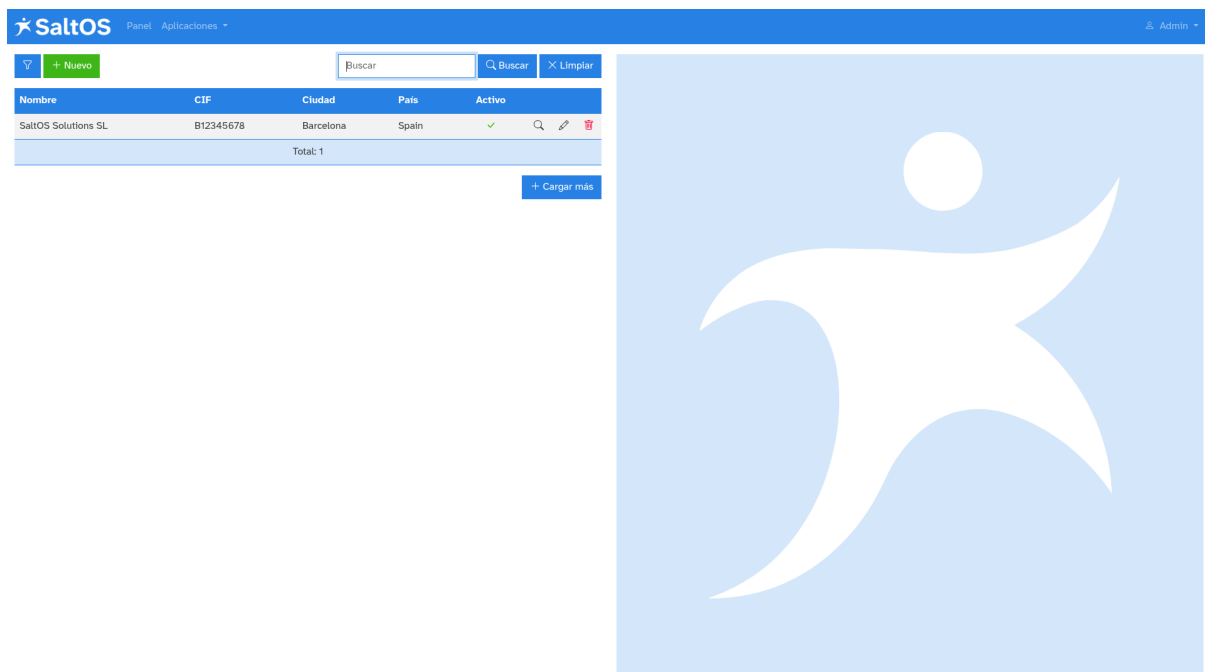 SaltOS Panel Aplicaciones Admin
Nuevo Buscar Buscar Limpiar
Nombre CIF Ciudad País Activo
SaltOS Solutions SL B12345678 Barcelona Spain
Total: 1
+ Cargar más